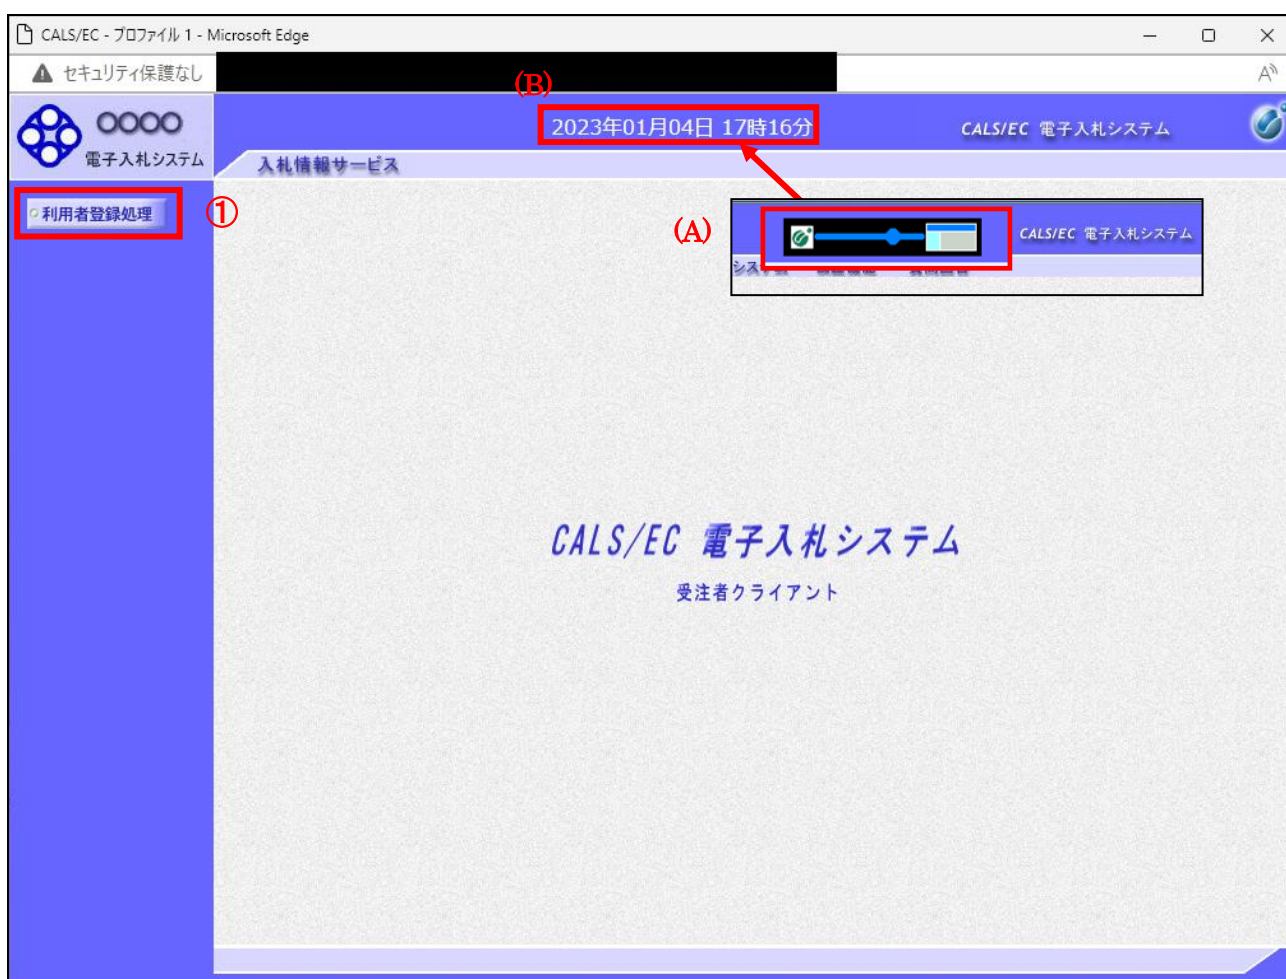 CALS/EC - プロファイル 1 - Microsoft Edge
セキュリティ保護なし
(B)
〇〇〇〇
電子入札システム
2023年01月04日 17時16分
CALS/EC 電子入札システム
入札情報サービス
利用者登録処理
①
(A)
CALS/EC 電子入札システム
システム
CALS/EC 電子入札システム
受注者クライアント